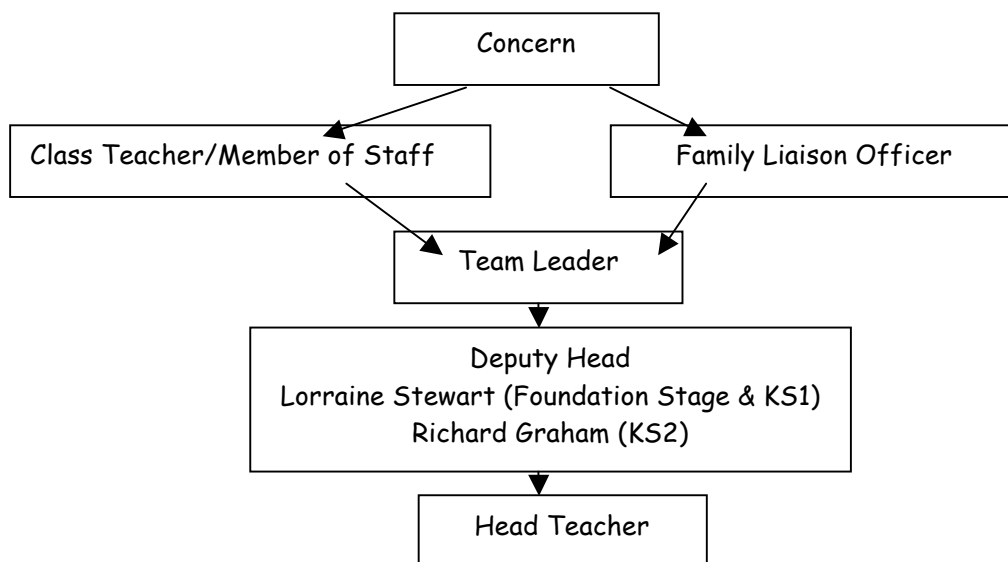 Concern
Class Teacher/Member of Staff
Family Liaison Officer
Team Leader
Deputy Head
Lorraine Stewart (Foundation Stage & KS1)
Richard Graham (KS2)
Head Teacher